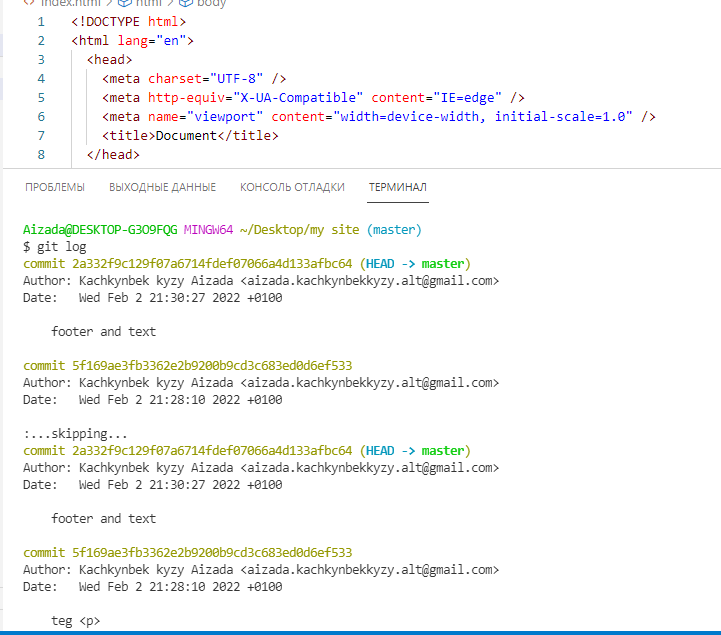 index.html > html > body
1 <!DOCTYPE html>
2 <html lang="en">
3 <head>
4 <meta charset="UTF-8" />
5 <meta http-equiv="X-UA-Compatible" content="IE=edge" />
6 <meta name="viewport" content="width=device-width, initial-scale=1.0" />
7 <title>Document</title>
8 </head>
ПРОБЛЕМЫ ВЫХОДНЫЕ ДАННЫЕ КОНСОЛЬ ОТЛАДКИ ТЕРМИНАЛ
Aizada@DESKTOP-G3O9FQG MINGW64 ~/Desktop/my site (master)
$ git log
commit 2a332f9c129f07a6714fdef07066a4d133afbc64 (HEAD -> master)
Author: Kachkynbek kyzy Aizada <aizada.kachkynbekkyzy.alt@gmail.com>
Date:   Wed Feb 2 21:30:27 2022 +0100
footer and text
commit 5f169ae3fb3362e2b9200b9cd3c683ed0d6ef533
Author: Kachkynbek kyzy Aizada <aizada.kachkynbekkyzy.alt@gmail.com>
Date:   Wed Feb 2 21:28:10 2022 +0100
:...skipping...
commit 2a332f9c129f07a6714fdef07066a4d133afbc64 (HEAD -> master)
Author: Kachkynbek kyzy Aizada <aizada.kachkynbekkyzy.alt@gmail.com>
Date:   Wed Feb 2 21:30:27 2022 +0100
footer and text
commit 5f169ae3fb3362e2b9200b9cd3c683ed0d6ef533
Author: Kachkynbek kyzy Aizada <aizada.kachkynbekkyzy.alt@gmail.com>
Date:   Wed Feb 2 21:28:10 2022 +0100
teg <p>